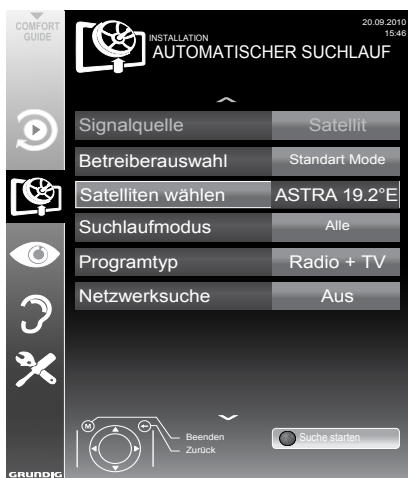 COMFORT
GUIDE
20.09.2010
15:46
INSTALLATION
AUTOMATISCHER SUCHLAUF
Signalquelle Satellit
Betreiberauswahl Standart Mode
Satelliten wählen ASTRA 19.2°E
Suchlaufmodus Alle
Programtyp Radio + TV
Netzwerksuche Aus
M
Beenden
Zurück
Suche starten
GRUNDIG